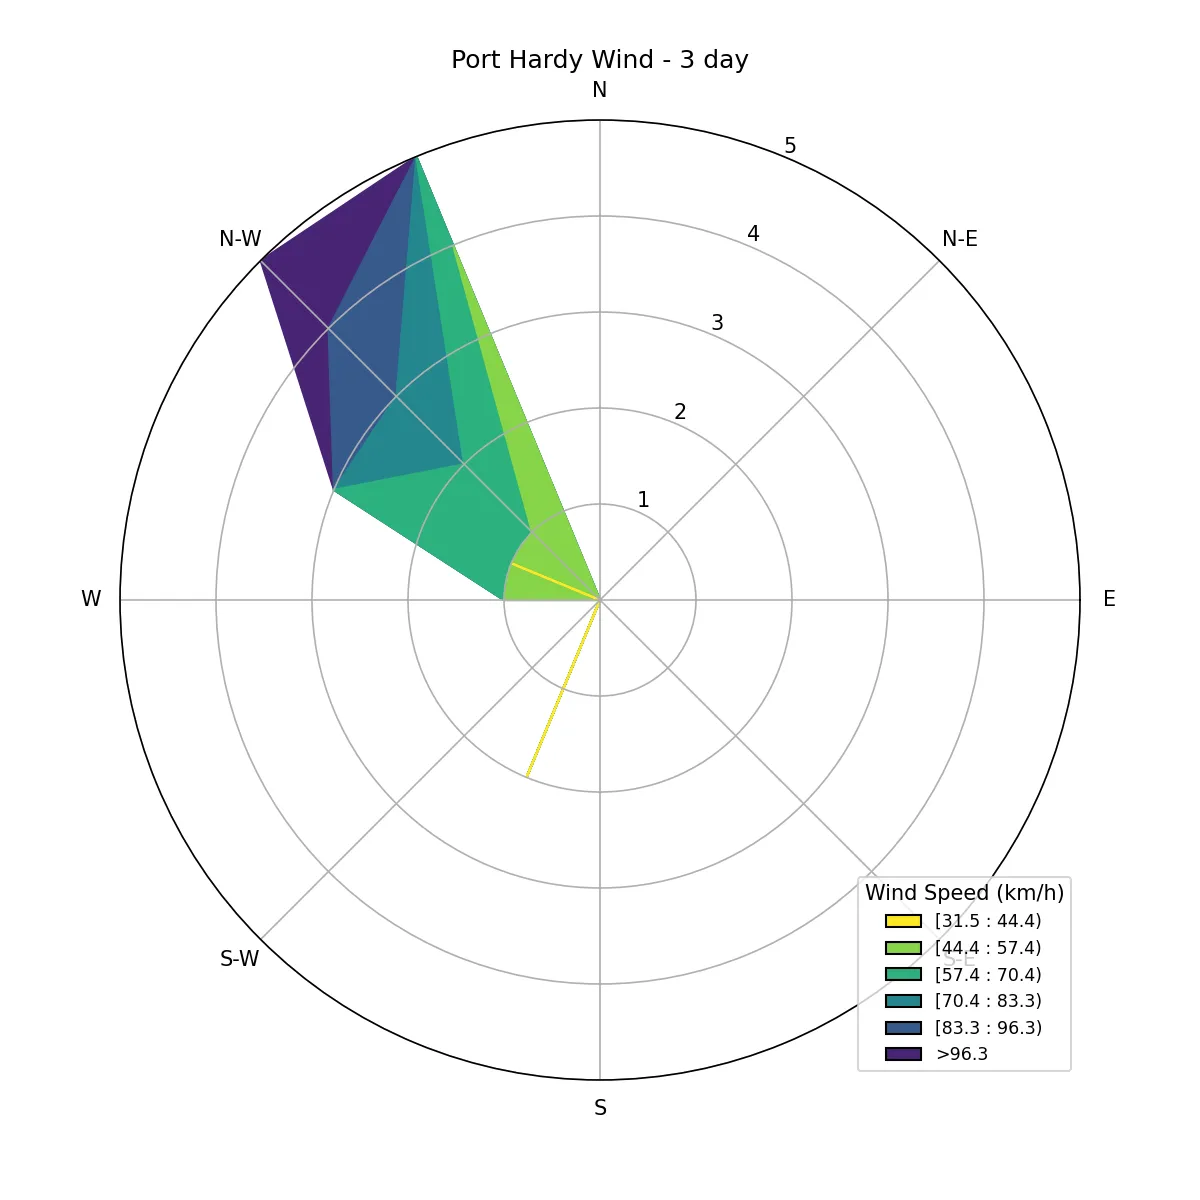 Port Hardy Wind - 3 day
N
5
N-W
N-E
4
3
2
1
W
E
S-W
S-E
S
Wind Speed (km/h)
[31.5 : 44.4)
[44.4 : 57.4)
[57.4 : 70.4)
[70.4 : 83.3)
[83.3 : 96.3)
>96.3